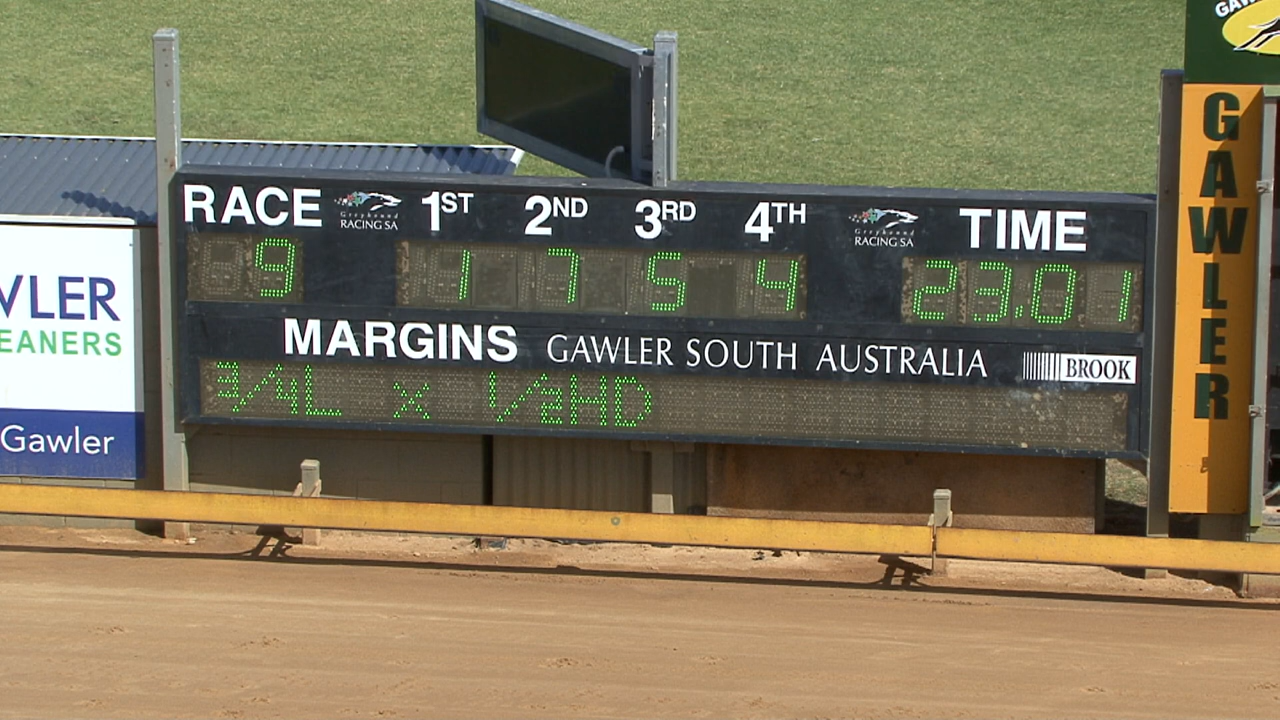 GAW
RACE Greyhound RACING SA 1ST 2ND 3RD 4TH Greyhound RACING SA TIME
9 1 7 5 4 23.01
MARGINS GAWLER SOUTH AUSTRALIA BROOK
3/4L x 1/2HD
GAWLER
VLER
EANERS
Gawler